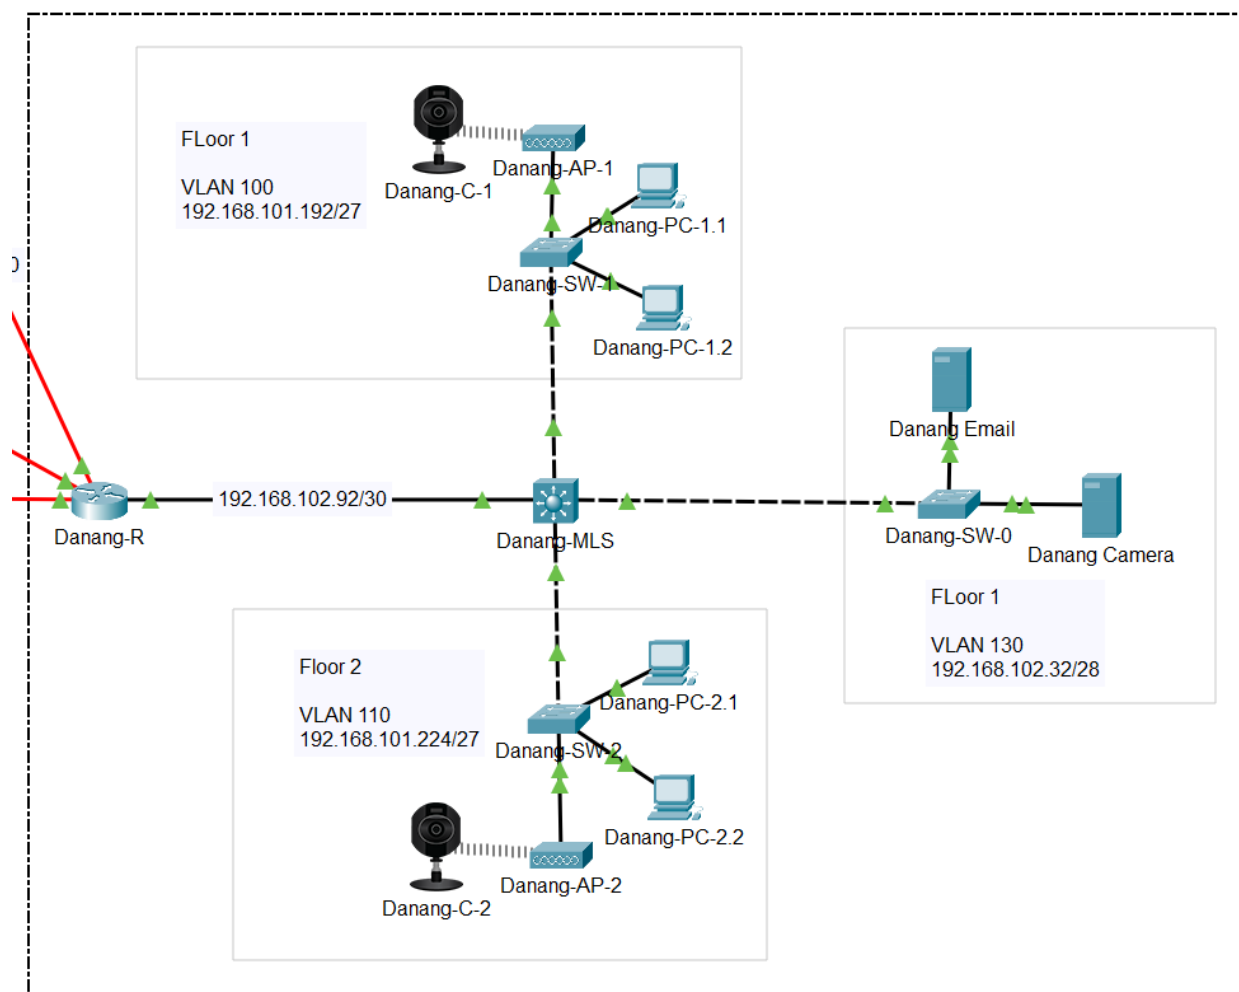 FLoor 1
VLAN 100
192.168.101.192/27
Danang-C-1
Danang-AP-1
Danang-PC-1.1
Danang-SW-1
Danang-PC-1.2
0
Danang-R
192.168.102.92/30
Danang-MLS
Danang Email
Danang-SW-0
Danang Camera
FLoor 1
VLAN 130
192.168.102.32/28
Floor 2
VLAN 110
192.168.101.224/27
Danang-PC-2.1
Danang-SW-2
Danang-PC-2.2
Danang-AP-2
Danang-C-2